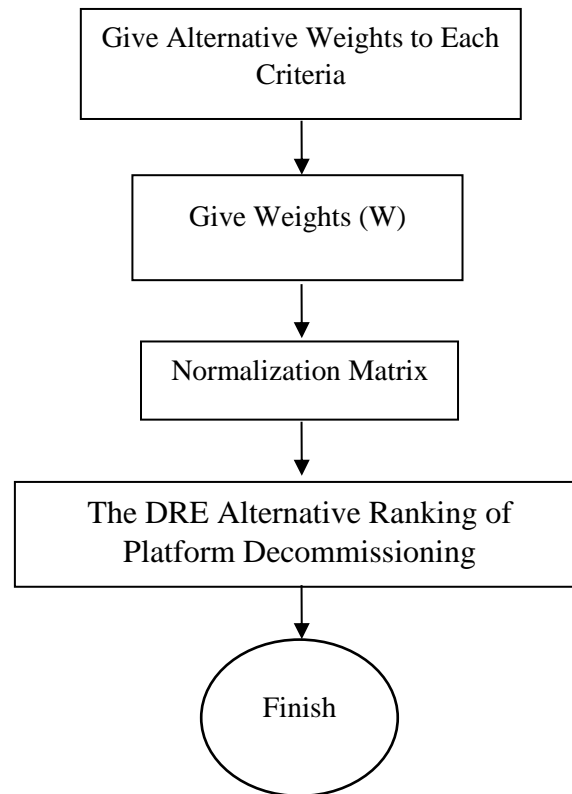 Give Alternative Weights to Each
Criteria
Give Weights (W)
Normalization Matrix
The DRE Alternative Ranking of
Platform Decommissioning
Finish